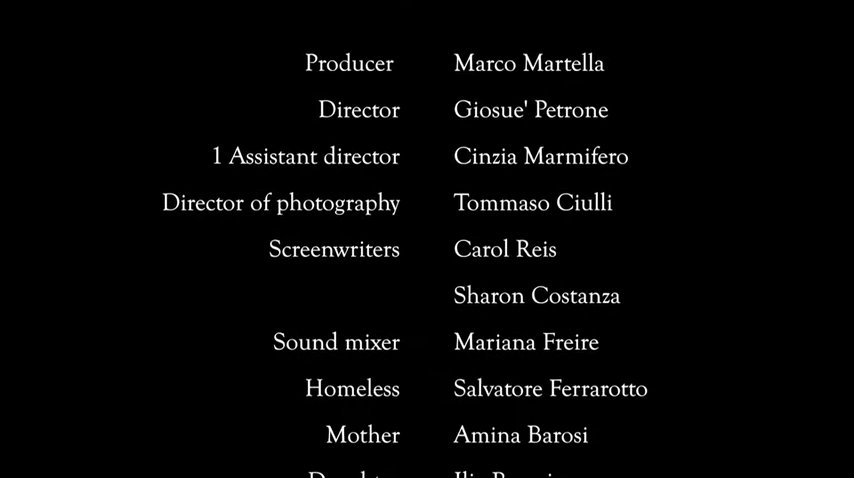 Producer Marco Martella
Director Giosue' Petrone
1 Assistant director Cinzia Marmifero
Director of photography Tommaso Ciulli
Screenwriters Carol Reis
Sharon Costanza
Sound mixer Mariana Freire
Homeless Salvatore Ferrarotto
Mother Amina Barosi